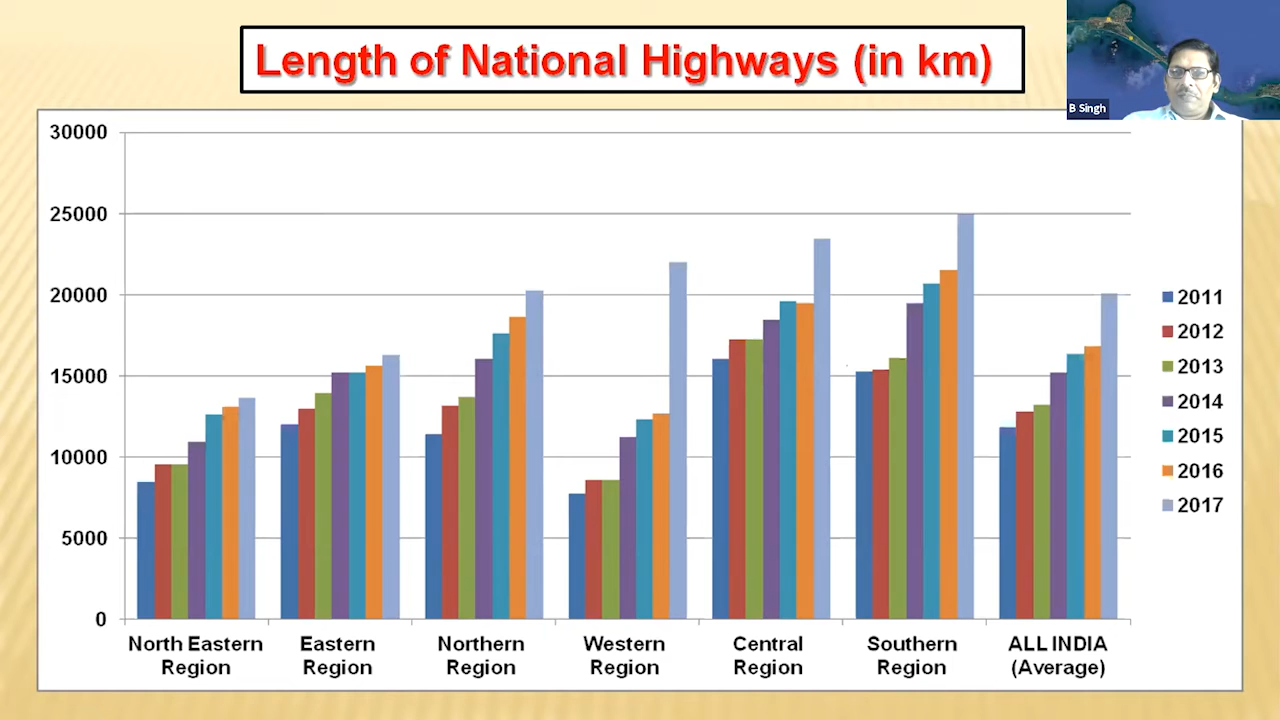 Length of National Highways (in km)
B Singh
30000
25000
20000
15000
10000
5000
0
North Eastern
Region
Eastern
Region
Northern
Region
Western
Region
Central
Region
Southern
Region
ALL INDIA
(Average)
2011
2012
2013
2014
2015
2016
2017